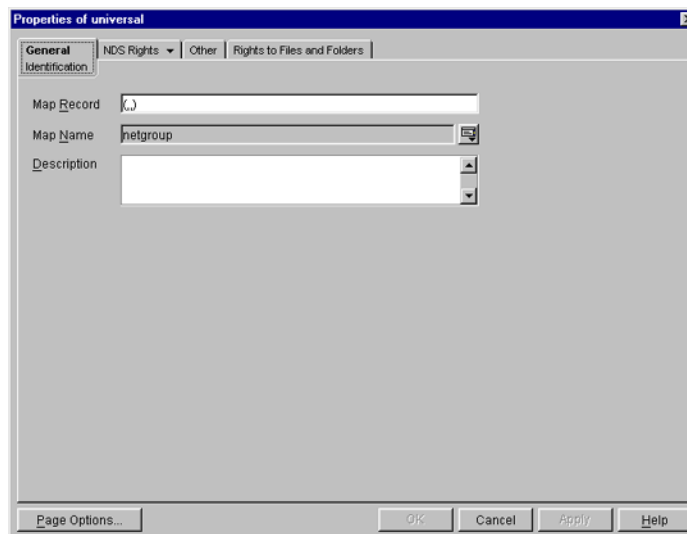 Properties of universal
General NDS Rights Other Rights to Files and Folders
Identification
Map Record (,,)
Map Name netgroup
Description
Page Options... OK Cancel Apply Help